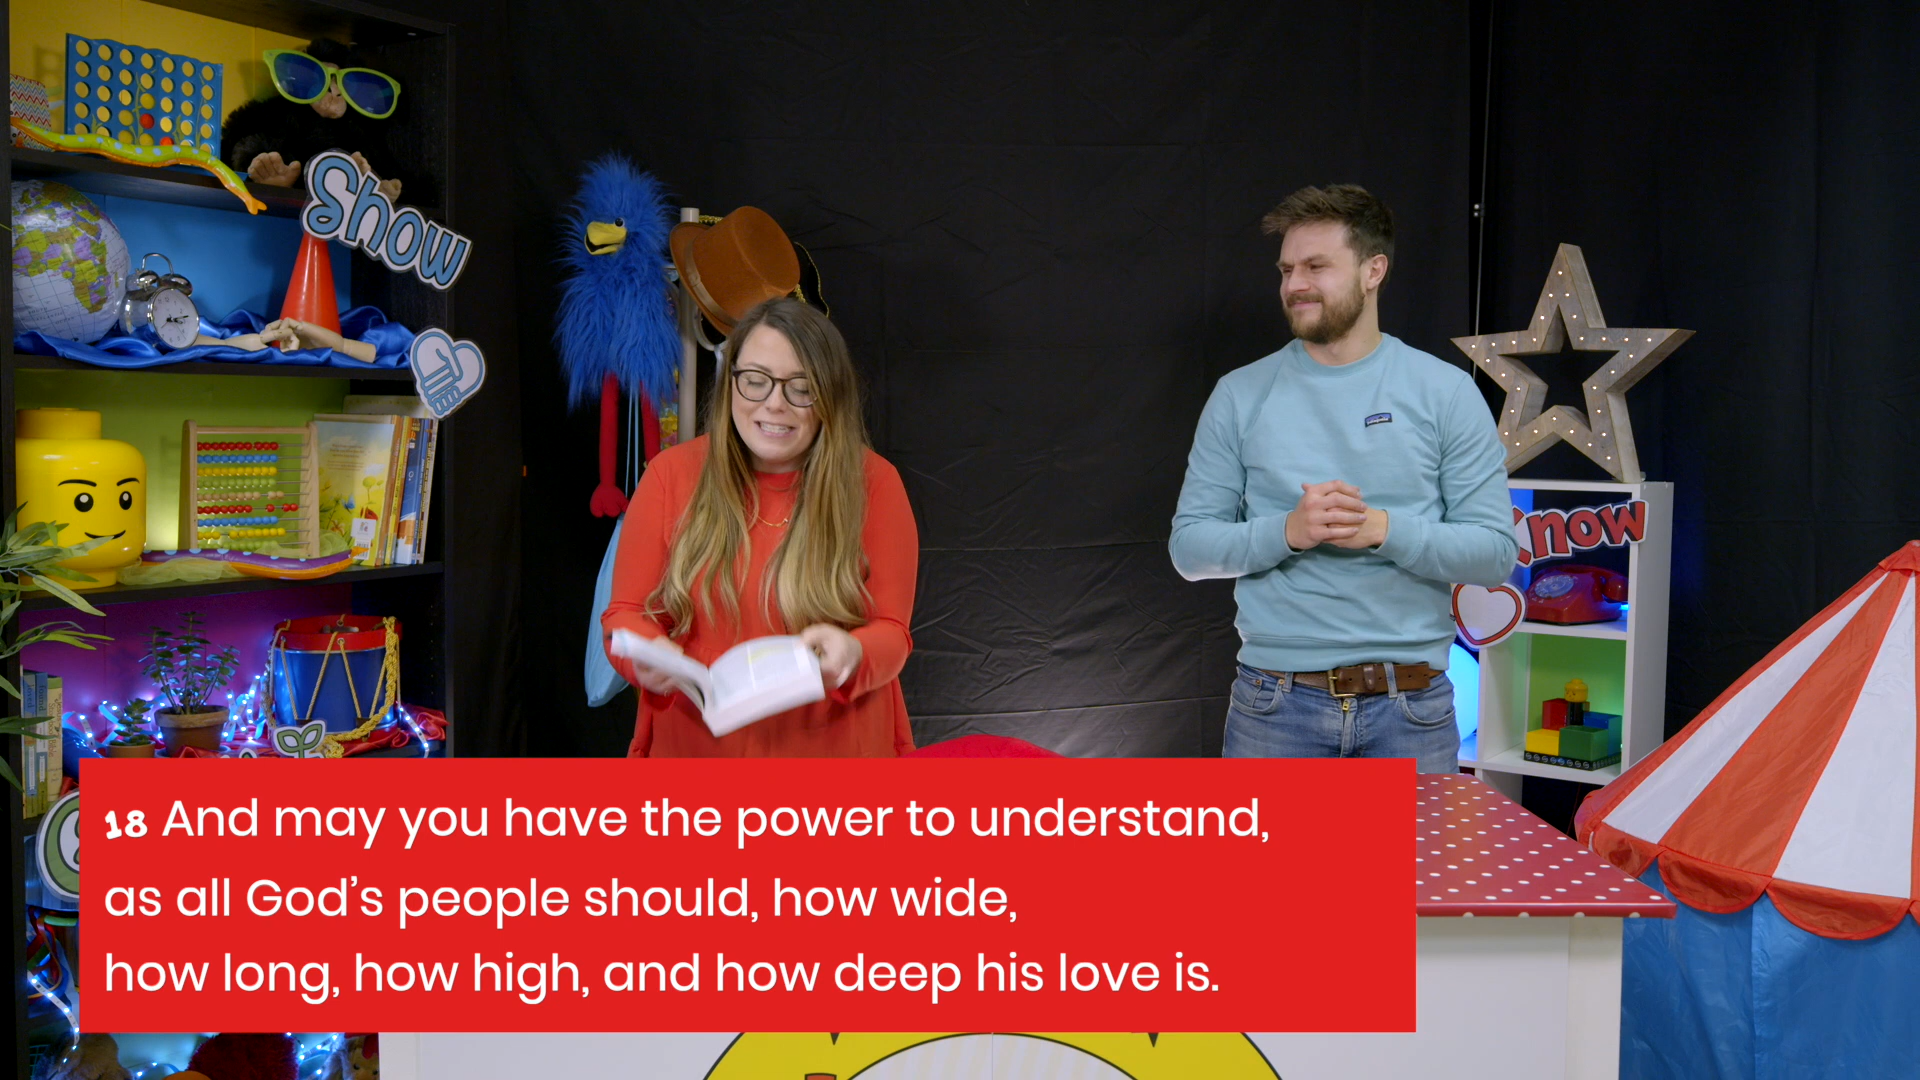 Show
Know
18 And may you have the power to understand,
as all God's people should, how wide,
how long, how high, and how deep his love is.